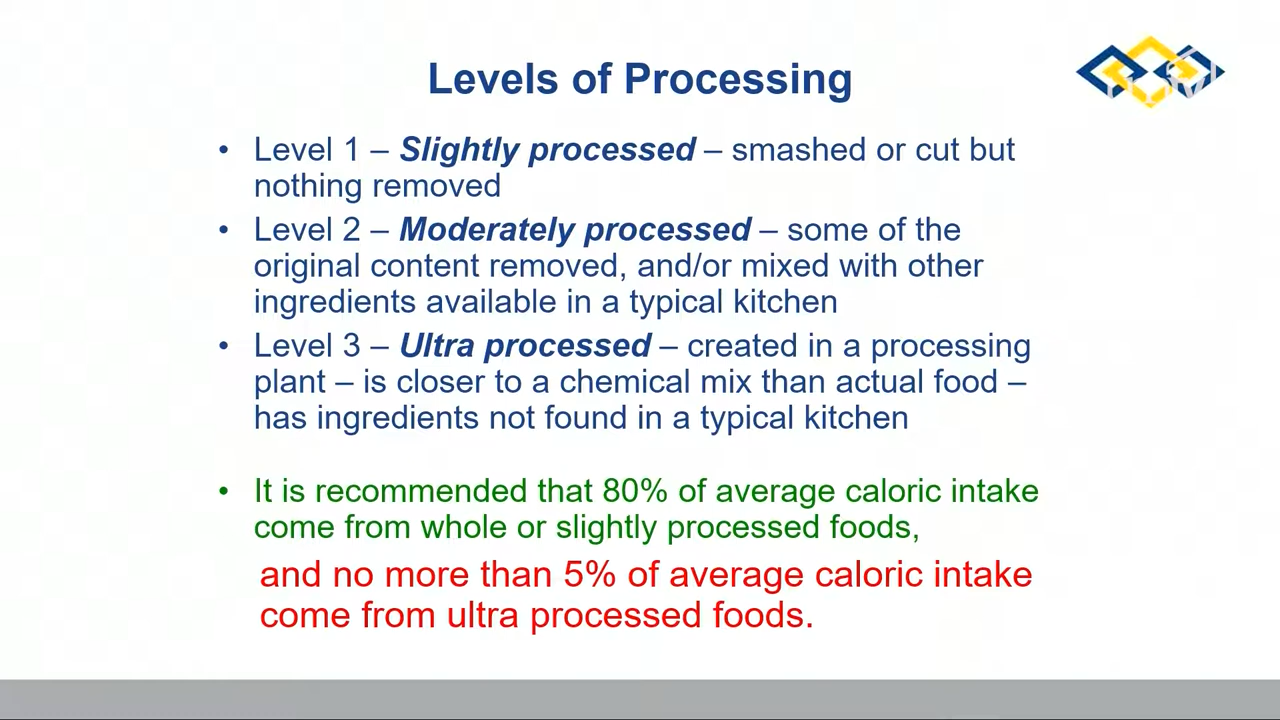 Levels of Processing
• Level 1 – Slightly processed – smashed or cut but
nothing removed
• Level 2 – Moderately processed – some of the
original content removed, and/or mixed with other
ingredients available in a typical kitchen
• Level 3 – Ultra processed – created in a processing
plant – is closer to a chemical mix than actual food –
has ingredients not found in a typical kitchen
• It is recommended that 80% of average caloric intake
come from whole or slightly processed foods,
and no more than 5% of average caloric intake
come from ultra processed foods.